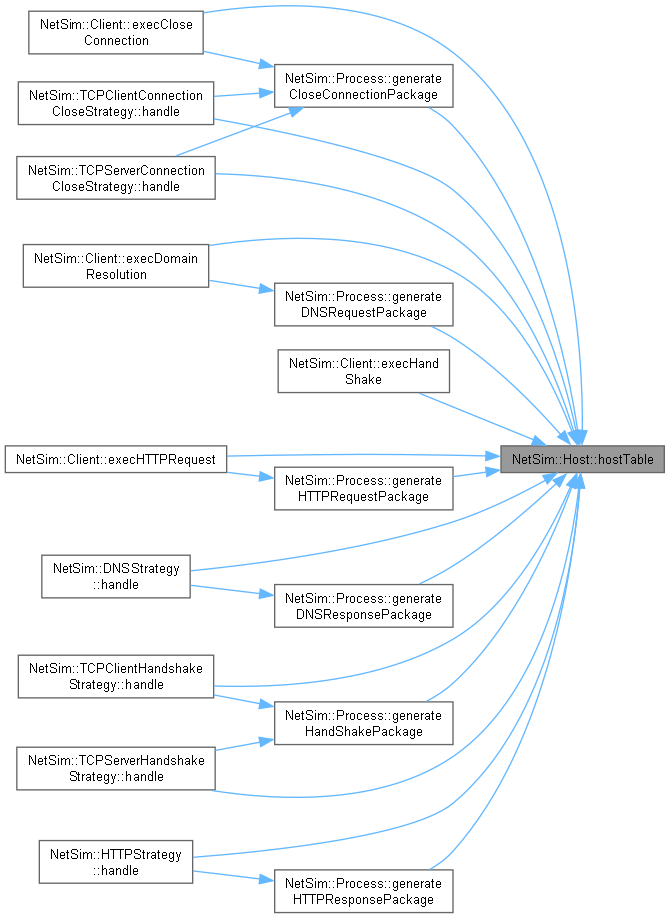 NetSim::Client::execClose
Connection
NetSim::Process::generate
CloseConnectionPackage
NetSim::TCPClientConnection
CloseStrategy::handle
NetSim::TCPServerConnection
CloseStrategy::handle
NetSim::Client::execDomain
Resolution
NetSim::Process::generate
DNSRequestPackage
NetSim::Client::execHand
Shake
NetSim::Client::execHTTPRequest
NetSim::Host::hostTable
NetSim::Process::generate
HTTPRequestPackage
NetSim::DNSStrategy
::handle
NetSim::Process::generate
DNSResponsePackage
NetSim::TCPClientHandshake
Strategy::handle
NetSim::Process::generate
HandShakePackage
NetSim::TCPServerHandshake
Strategy::handle
NetSim::HTTPStrategy
::handle
NetSim::Process::generate
HTTPResponsePackage